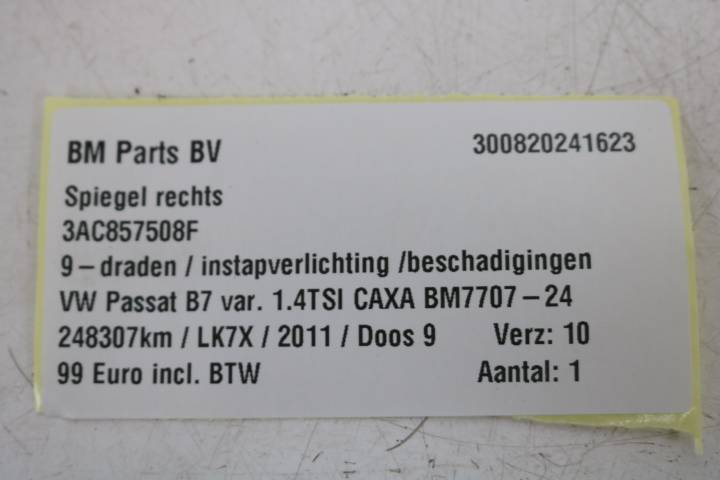 BM Parts BV 300820241623
Spiegel rechts
3AC857508F
9-draden / instapverlichting /beschadigingen
VW Passat B7 var. 1.4TSI CAXA BM7707-24
248307km / LK7X / 2011 / Doos 9 Verz: 10
99 Euro incl. BTW Aantal: 1